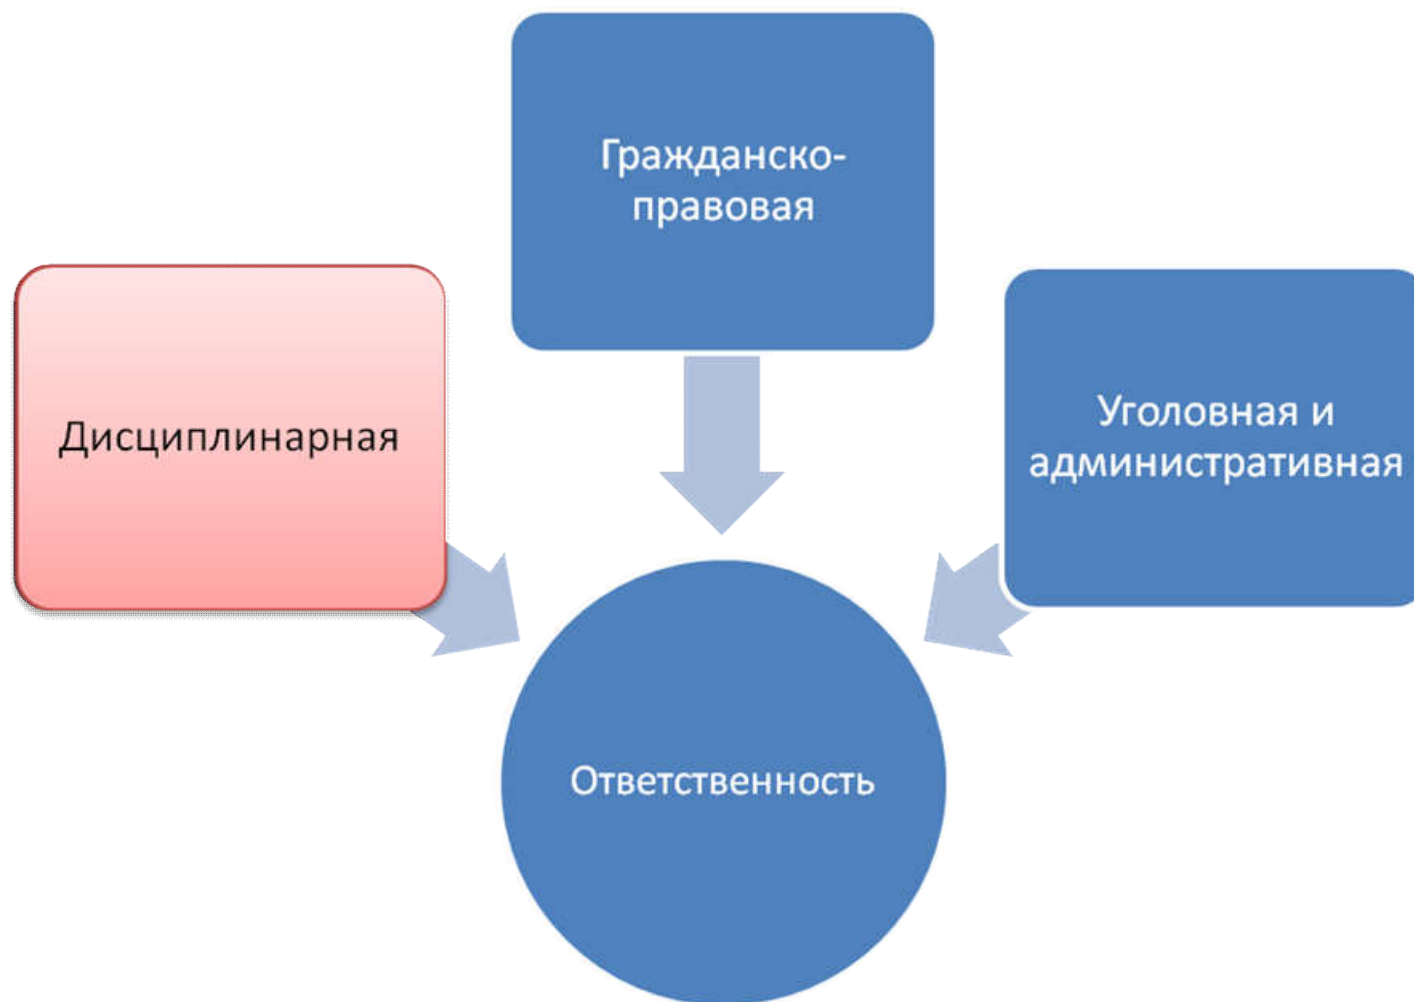 Гражданско-
правовая
Дисциплинарная
Уголовная и
административная
Ответственность